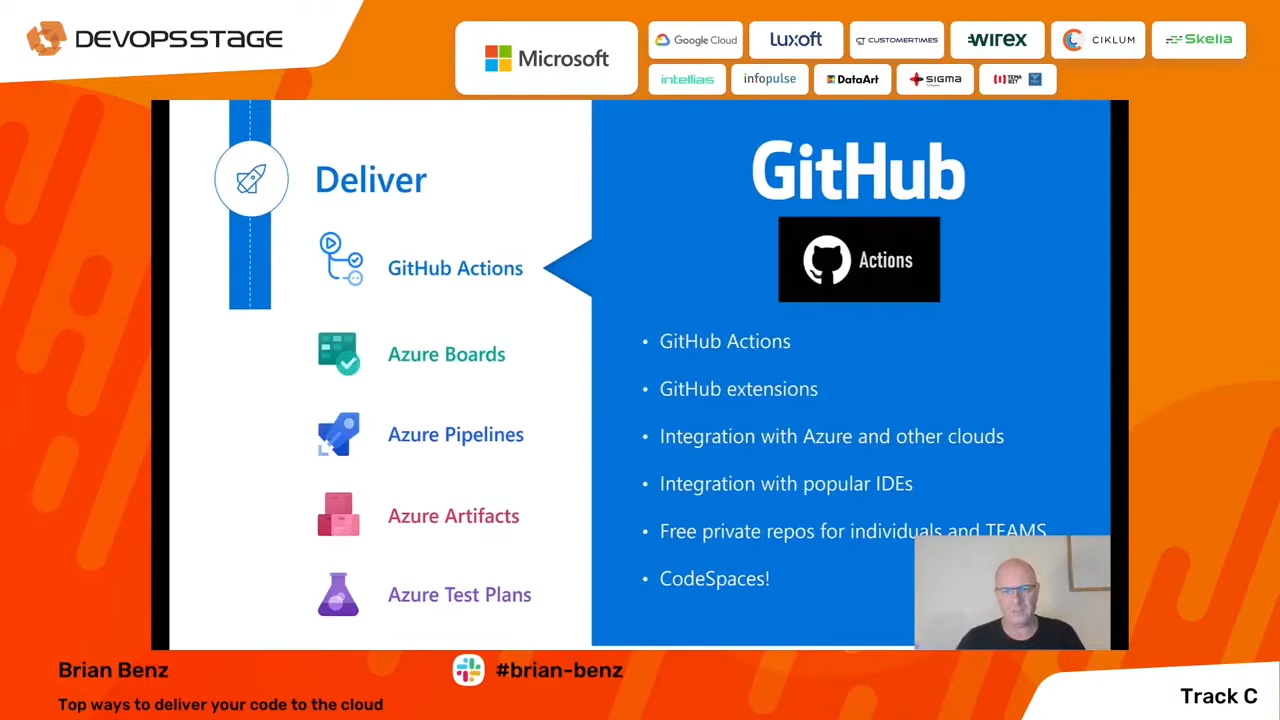 DEVOPSSTAGE
Microsoft
Google Cloud
luxoft
CUSTOMERTIMES
WIREX
CIKLUM
Skelia
intellias
infopulse
DataArt
SIGMA
Deliver
GitHub Actions
Azure Boards
Azure Pipelines
Azure Artifacts
Azure Test Plans
GitHub
Actions
• GitHub Actions
• GitHub extensions
• Integration with Azure and other clouds
• Integration with popular IDEs
• Free private repos for individuals and TEAMS
• CodeSpaces!
Brian Benz
#brian-benz
Top ways to deliver your code to the cloud
Track C